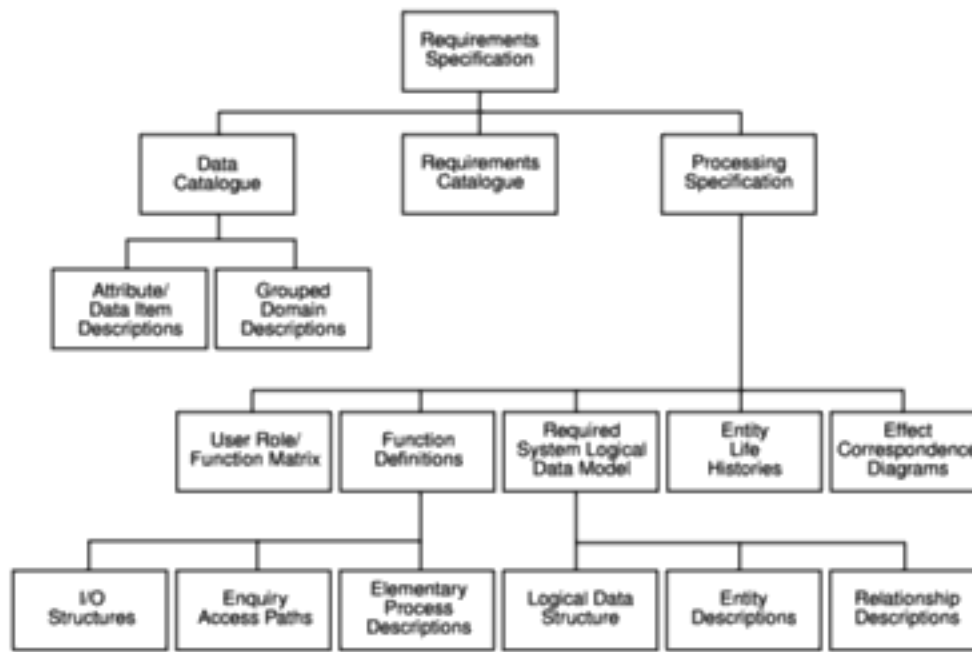 Requirements
Specification
Data
Catalogue
Requirements
Catalogue
Processing
Specification
Attribute/
Data Item
Descriptions
Grouped
Domain
Descriptions
User Role/
Function Matrix
Function
Definitions
Required
System Logical
Data Model
Entity
Life
Histories
Effect
Correspondence
Diagrams
I/O
Structures
Enquiry
Access Paths
Elementary
Process
Descriptions
Logical Data
Structure
Entity
Descriptions
Relationship
Descriptions